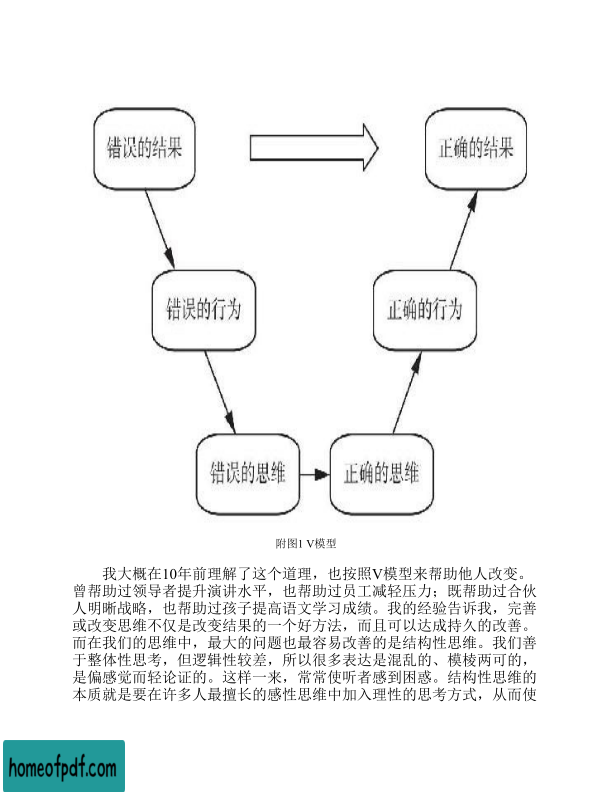 错误的结果
正确的结果
错误的行为
正确的行为
错误的思维
正确的思维
附图1 V模型
我大概在10年前理解了这个道理，也按照V模型来帮助他人改变。
曾帮助过领导者提升演讲水平，也帮助过员工减轻压力；既帮助过合伙
人明晰战略，也帮助过孩子提高语文学习成绩。我的经验告诉我，完善
或改变思维不仅是改变结果的一个好方法，而且可以达成持久的改善。
而在我们的思维中，最大的问题也最容易改善的是结构性思维。我们善
于整体性思考，但逻辑性较差，所以很多表达是混乱的、模棱两可的，
是偏感觉而轻论证的。这样一来，常常使听者感到困惑。结构性思维的
本质就是要在许多人最擅长的感性思维中加入理性的思考方式，从而使
homeofpdf.com